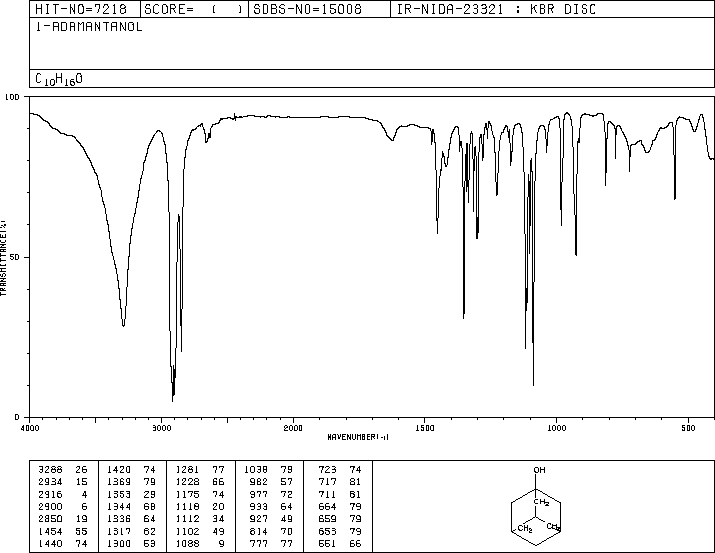 HIT-NO=7218 SCORE= ( ) SDBS-NO=15008 IR-NIDA-23321 : KBR DISC
1-ADAMANTANOL
C10H16O
100
50
0
TRANSMITTANCE(%)
4000 3000 2000 1500 1000 500
WAVENUMBER(-1)
3288 26 1420 74 1281 77 1038 79 723 74
2934 15 1369 79 1228 66 982 57 717 81
2916 4 1353 29 1175 74 977 72 711 81
2900 6 1344 68 1118 20 933 64 664 79
2850 19 1336 64 1112 34 927 49 659 79
1454 55 1317 62 1102 49 814 70 653 79
1440 74 1300 53 1088 9 777 77 551 66
OH
CH2
CH2 CH2